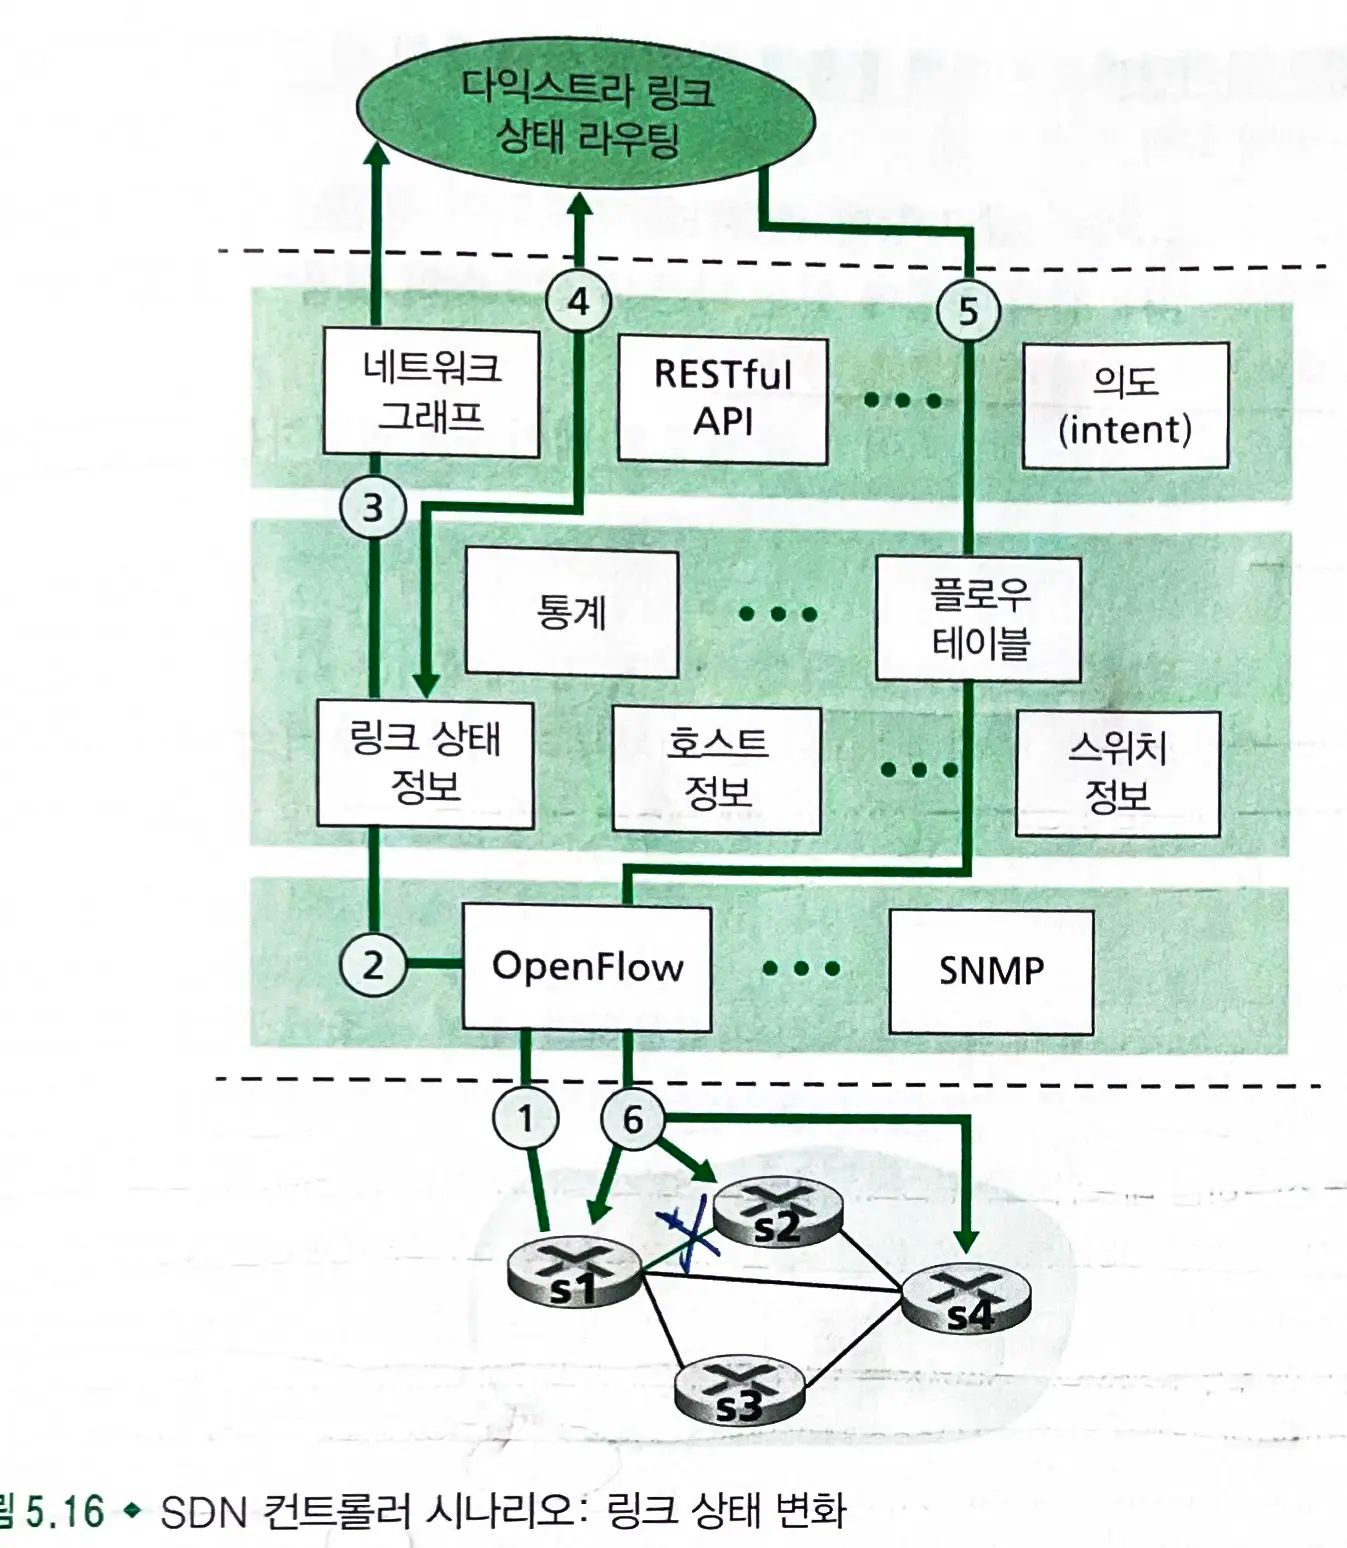 다익스트라 링크
상태 라우팅
4
5
네트워크
그래프
RESTful
API
의도
(intent)
3
통계
플로우
테이블
링크 상태
정보
호스트
정보
스위치
정보
2
OpenFlow
SNMP
1
6
s2
s1
s4
s3
5.16 ◆ SDN 컨트롤러 시나리오: 링크 상태 변화